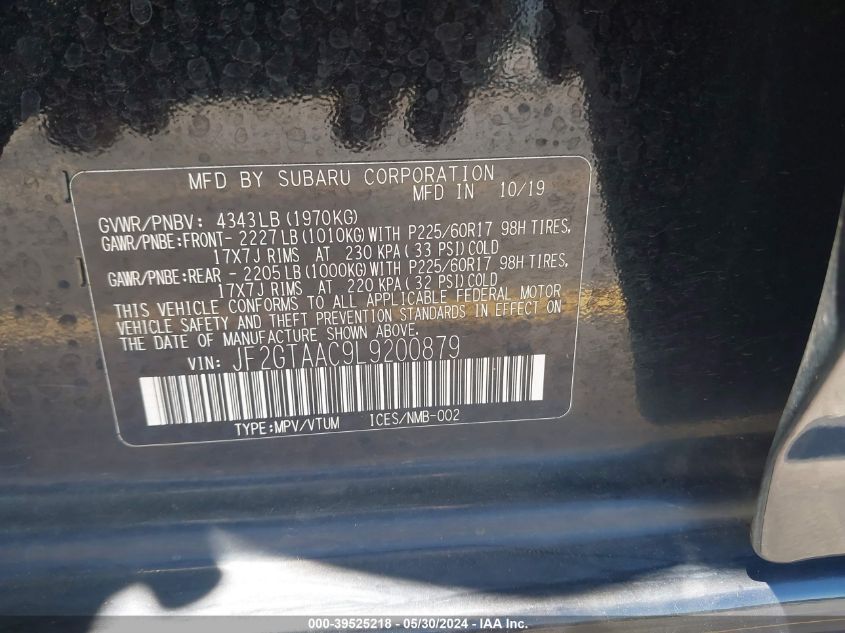 MFD BY SUBARU CORPORATION
MFD IN 10/19
GVWR/PNBV: 4343LB (1970KG)
GAWR/PNBE:FRONT- 2227LB (1010KG)WITH P225/60R17 98H TIRES,
17X7J RIMS AT 230 KPA (33 PSI)COLD
GAWR/PNBE:REAR - 2205LB (1000KG)WITH P225/60R17 98H TIRES,
17X7J RIMS AT 220 KPA (32 PSI)COLD
THIS VEHICLE CONFORMS TO ALL APPLICABLE FEDERAL MOTOR
VEHICLE SAFETY AND THEFT PREVENTION STANDARDS IN EFFECT ON
THE DATE OF MANUFACTURE SHOWN ABOVE.
VIN: JF2GTAAC9L9200879
TYPE:MPV/VTUM ICES/NMB-002
000-39525218 - 05/30/2024 - IAA Inc.